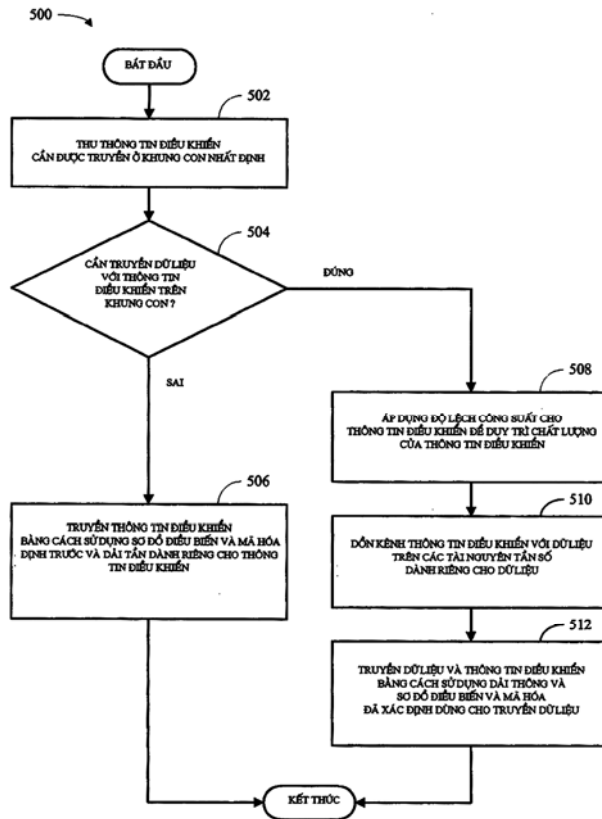 500
BẮT ĐẦU
502
THU THÔNG TIN ĐIỀU KHIỂN
CẦN ĐƯỢC TRUYỀN Ở KHUNG CON NHẤT ĐỊNH
504
CẦN TRUYỀN DỮ LIỆU
VỚI THÔNG TIN
ĐIỀU KHIỂN TRÊN
KHUNG CON ?
ĐÚNG
SAI
508
ÁP DỤNG ĐỘ LỆCH CÔNG SUẤT CHO
THÔNG TIN ĐIỀU KHIỂN ĐỂ DUY TRÌ CHẤT LƯỢNG
CỦA THÔNG TIN ĐIỀU KHIỂN
506
TRUYỀN THÔNG TIN ĐIỀU KHIỂN
BẰNG CÁCH SỬ DỤNG SƠ ĐỒ ĐIỀU BIẾN VÀ MÃ HÓA
ĐỊNH TRƯỚC VÀ DẢI TẦN DÀNH RIÊNG CHO THÔNG
TIN ĐIỀU KHIỂN
510
DỒN KÊNH THÔNG TIN ĐIỀU KHIỂN VỚI DỮ LIỆU
TRÊN CÁC TÀI NGUYÊN TẦN SỐ
DÀNH RIÊNG CHO DỮ LIỆU
512
TRUYỀN DỮ LIỆU VÀ THÔNG TIN ĐIỀU KHIỂN
BẰNG CÁCH SỬ DỤNG DẢI THÔNG VÀ
SƠ ĐỒ ĐIỀU BIẾN VÀ MÃ HÓA
ĐÃ XÁC ĐỊNH DÙNG CHO TRUYỀN DỮ LIỆU
KẾT THÚC